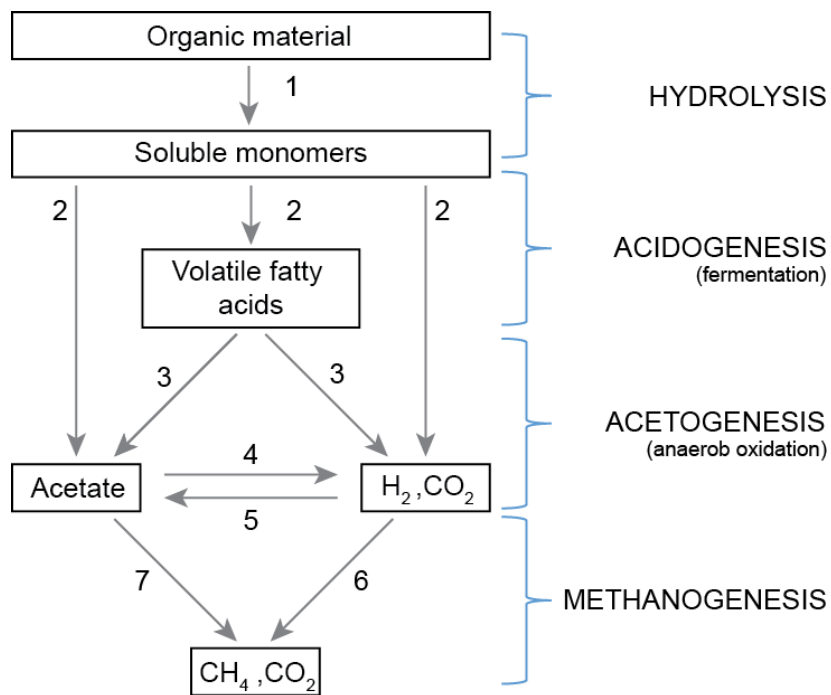 Organic material
1
HYDROLYSIS
Soluble monomers
2
2
2
ACIDOGENESIS
(fermentation)
Volatile fatty
acids
3
3
ACETOGENESIS
(anaerob oxidation)
Acetate
4
H₂ ,CO₂
5
7
6
METHANOGENESIS
CH₄ ,CO₂